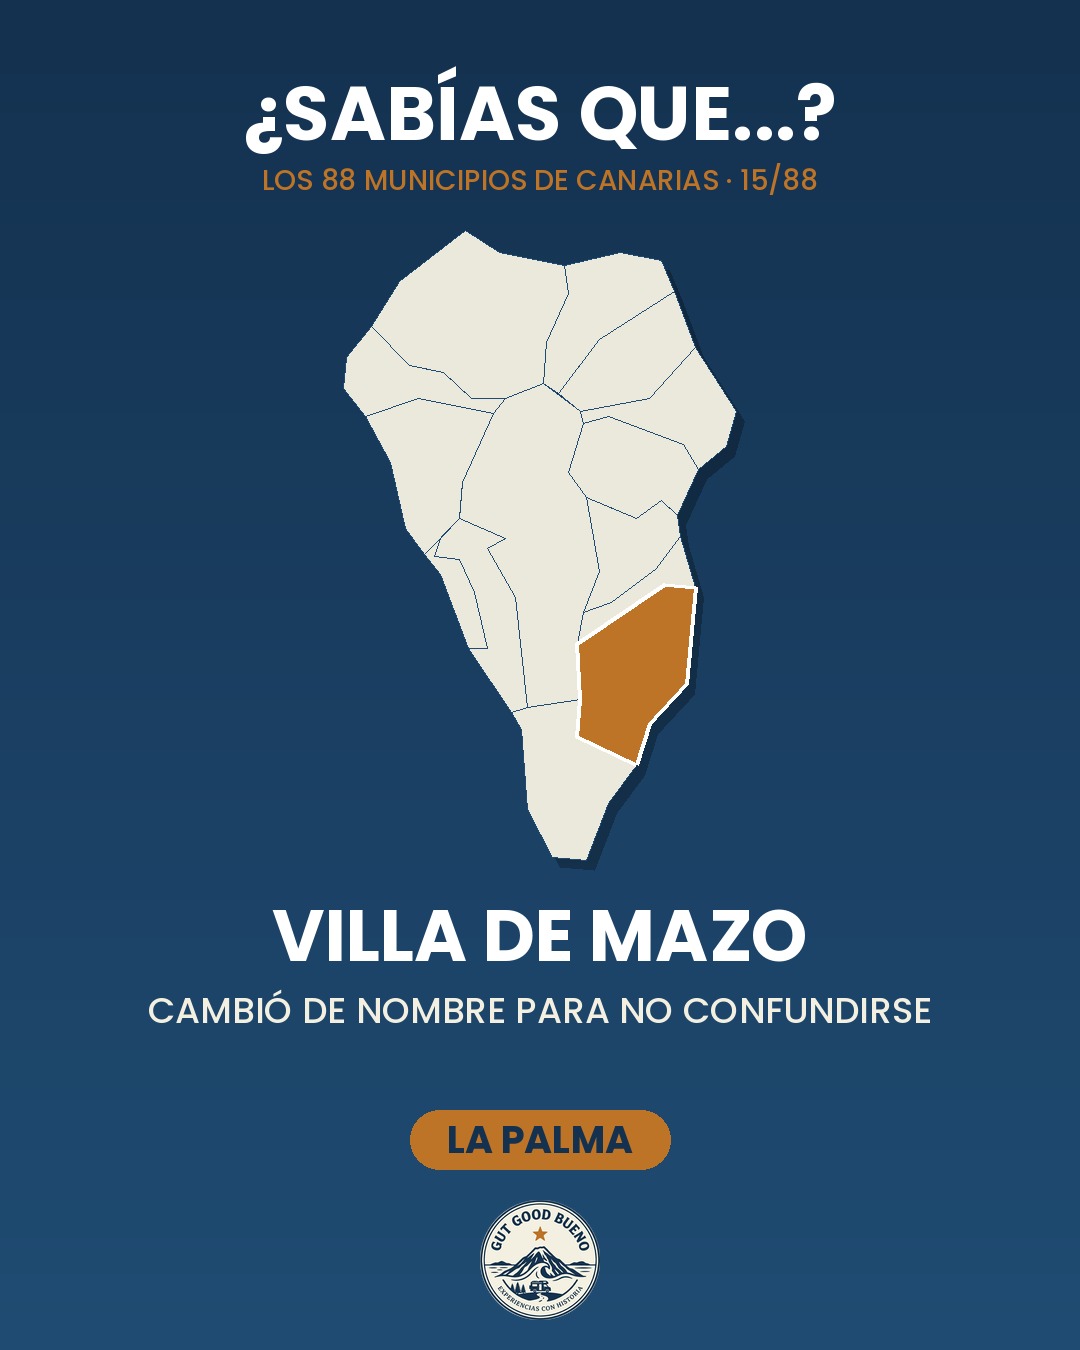 ¿SABÍAS QUE...?
LOS 88 MUNICIPIOS DE CANARIAS · 15/88
VILLA DE MAZO
CAMBIÓ DE NOMBRE PARA NO CONFUNDIRSE
LA PALMA
GUT GOOD BUENO
EXPERIENCIAS CON HISTORIA